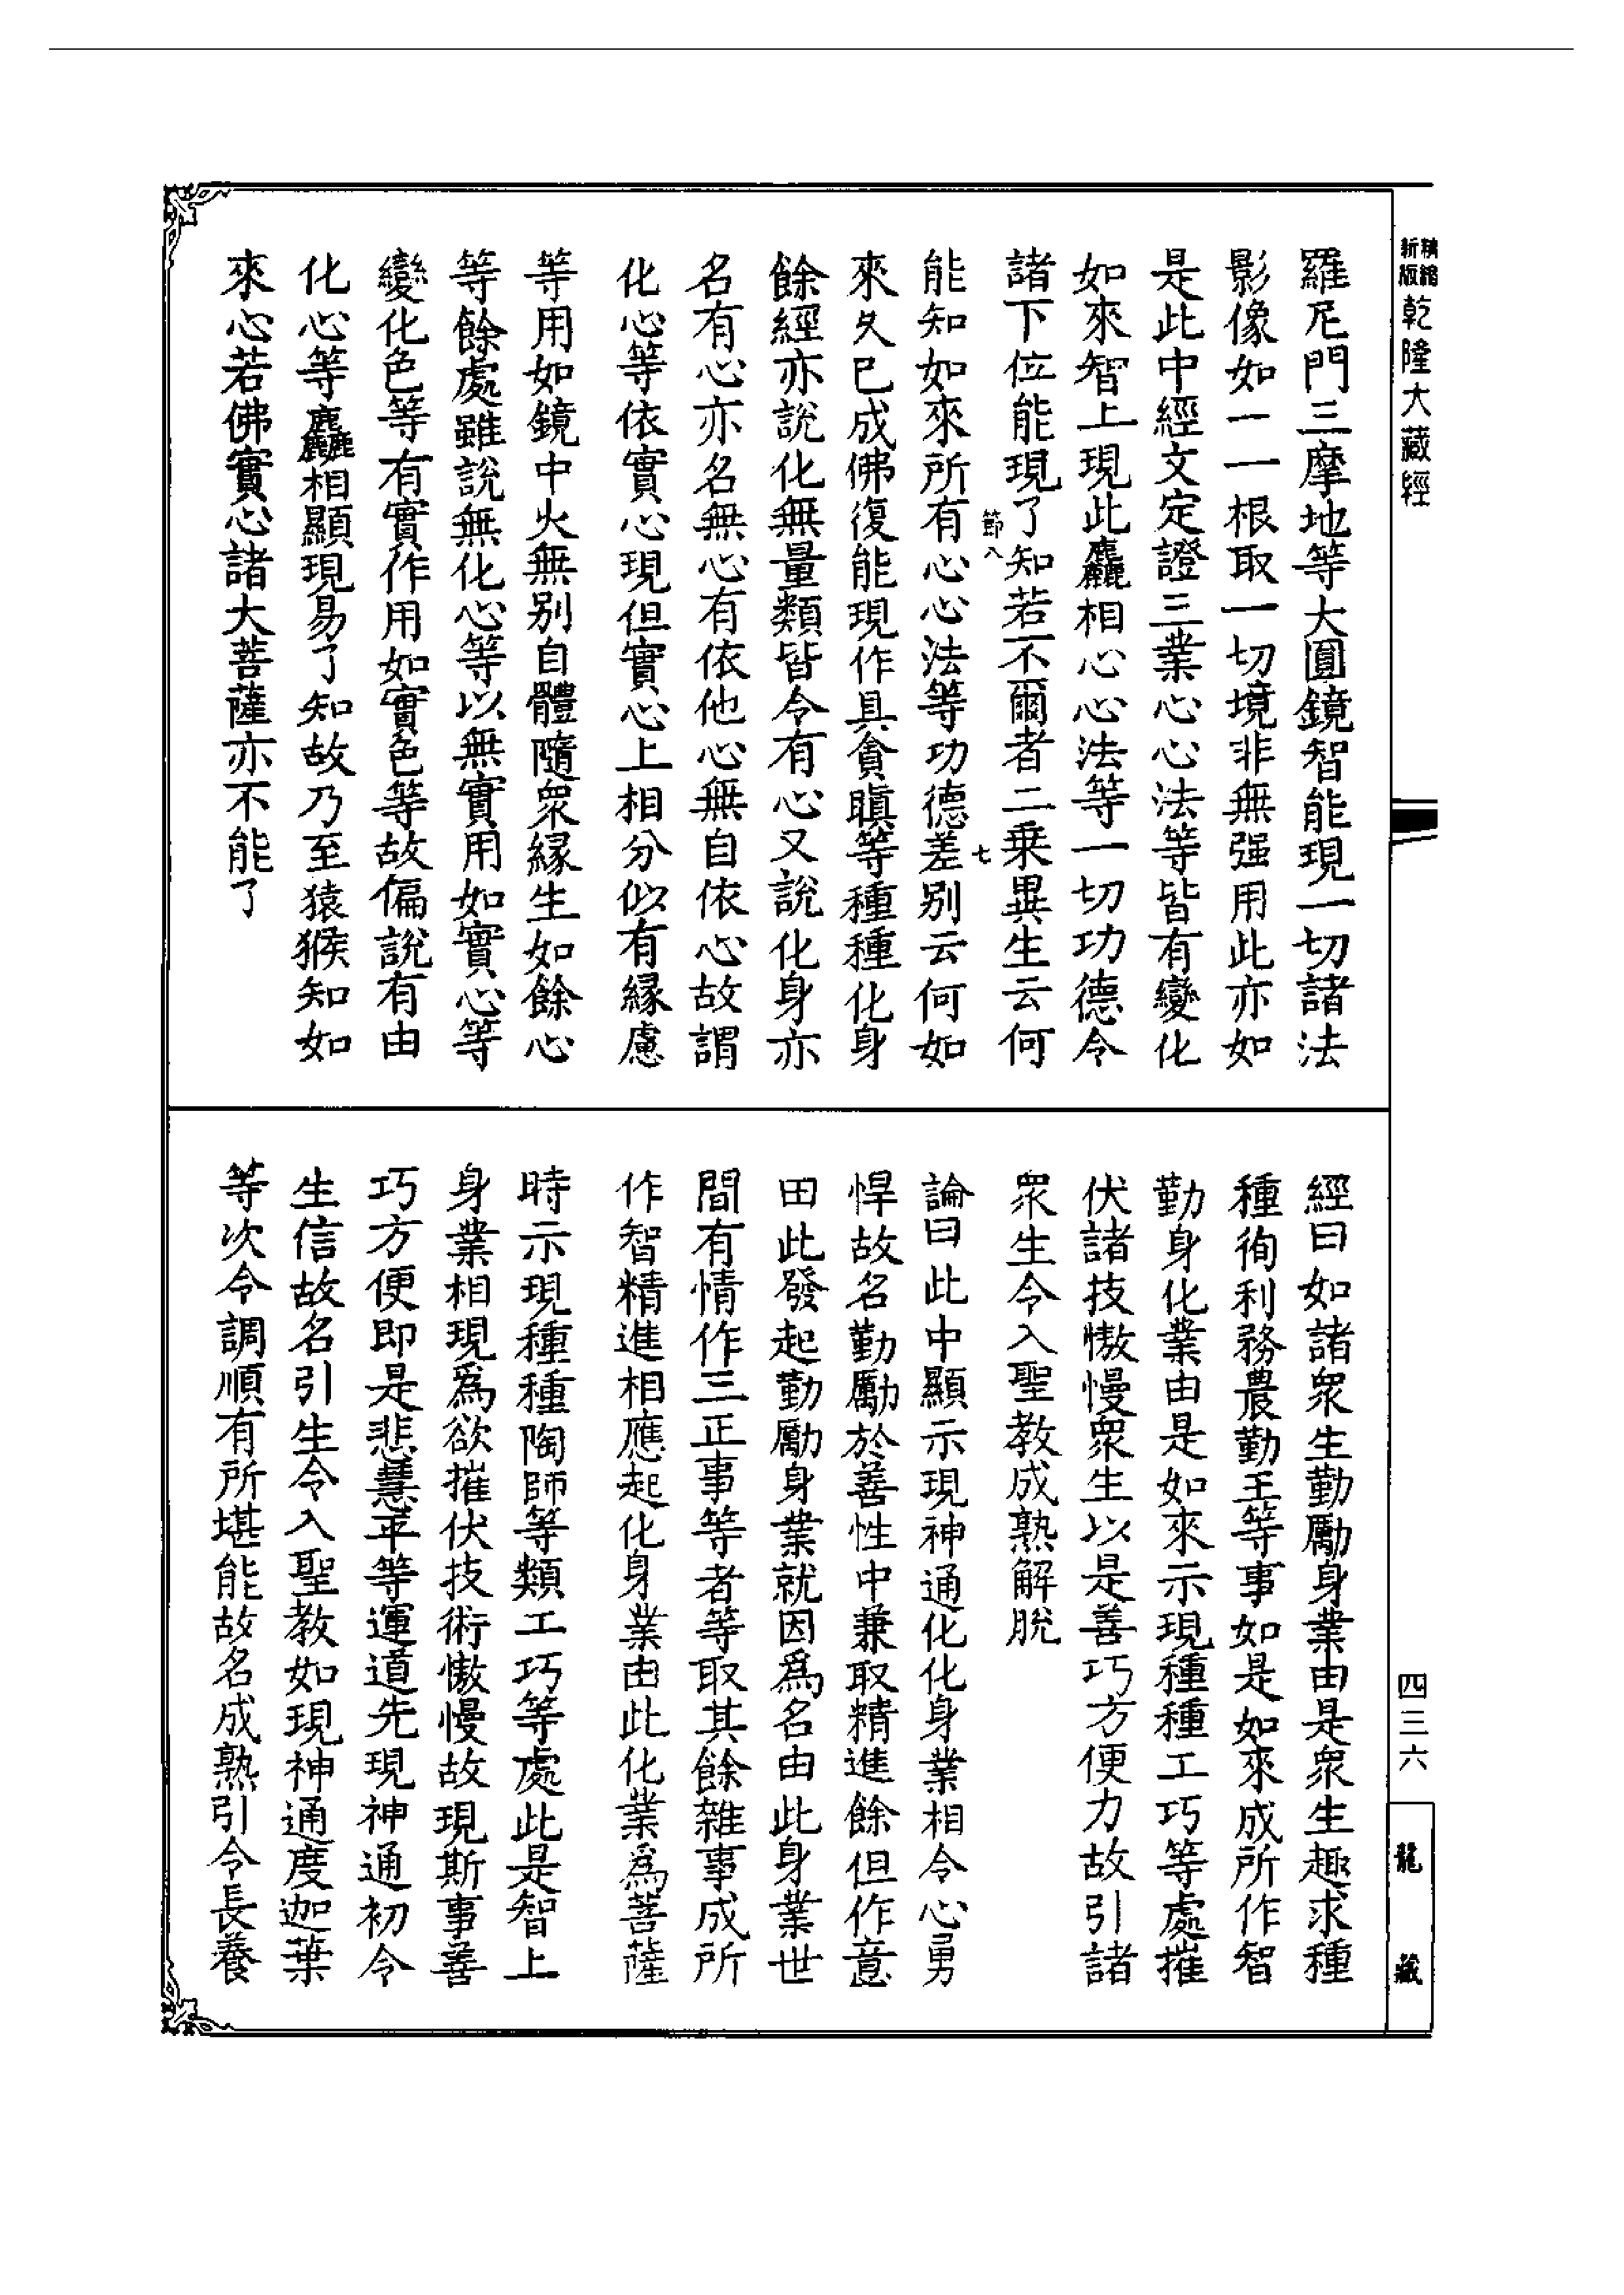 精縮新版乾隆大藏經
羅尼門三摩地等大圓鏡智能現一切諸法
影像如一一根取一切境非無强用此亦如
是此中經文定證三業心心法等皆有變化
如來智上現此麤相心心法等一切功德令
諸下位能現了知若不爾者二乗異生云何
節八
七
能知如來所有心心法等功德差别云何如
來久已成佛復能現作具貪瞋等種種化身
餘經亦說化無量類皆令有心又說化身亦
名有心亦名無心有依他心無自依心故謂
化心等依實心現但實心上相分似有緣慮
等用如鏡中火無别自體隨衆緣生如餘心
等餘處雖說無化心等以無實用如實心等
變化色等有實作用如實色等故偏說有由
化心等麤相顯現易了知故乃至猿猴知如
來心若佛實心諸大菩薩亦不能了
經曰如諸衆生勤勵身業由是衆生趣求種
種徇利務農勤王等事如是如來成所作智
勤身化業由是如來示現種種工巧等處摧
伏諸技慠慢衆生以是善巧方便力故引諸
衆生令入聖教成熟解脫
論曰此中顯示現神通化化身業相令心勇
悍故名勤勵於善性中兼取精進餘但作意
田此發起勤勵身業就因爲名由此身業世
間有情作三正事等者等取其餘雜事成所
作智精進相應起化身業由此化業爲菩薩
時示現種種陶師等類工巧等處此是智上
身業相現爲欲摧伏技術慠慢故現斯事善
巧方便即是悲慧平等運道先現神通初令
生信故名引生令入聖教如現神通度迦葉
等次令調順有所堪能故名成熟引令長養
四三六
龍藏